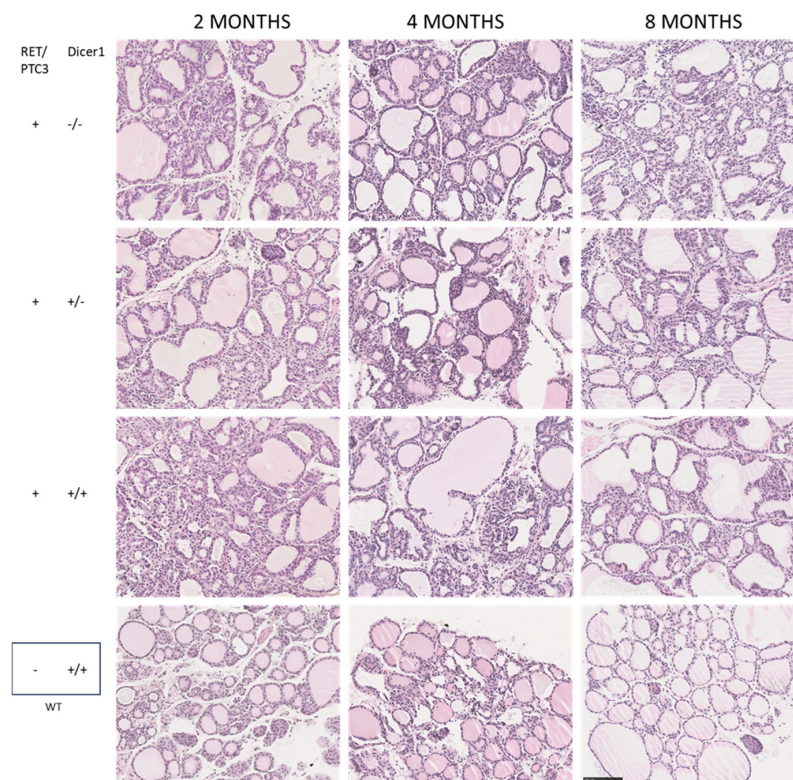 2 MONTHS 4 MONTHS 8 MONTHS
RET/ Dicer1
PTC3
+ -/-
+ +/-
+ +/+
- +/+
WT